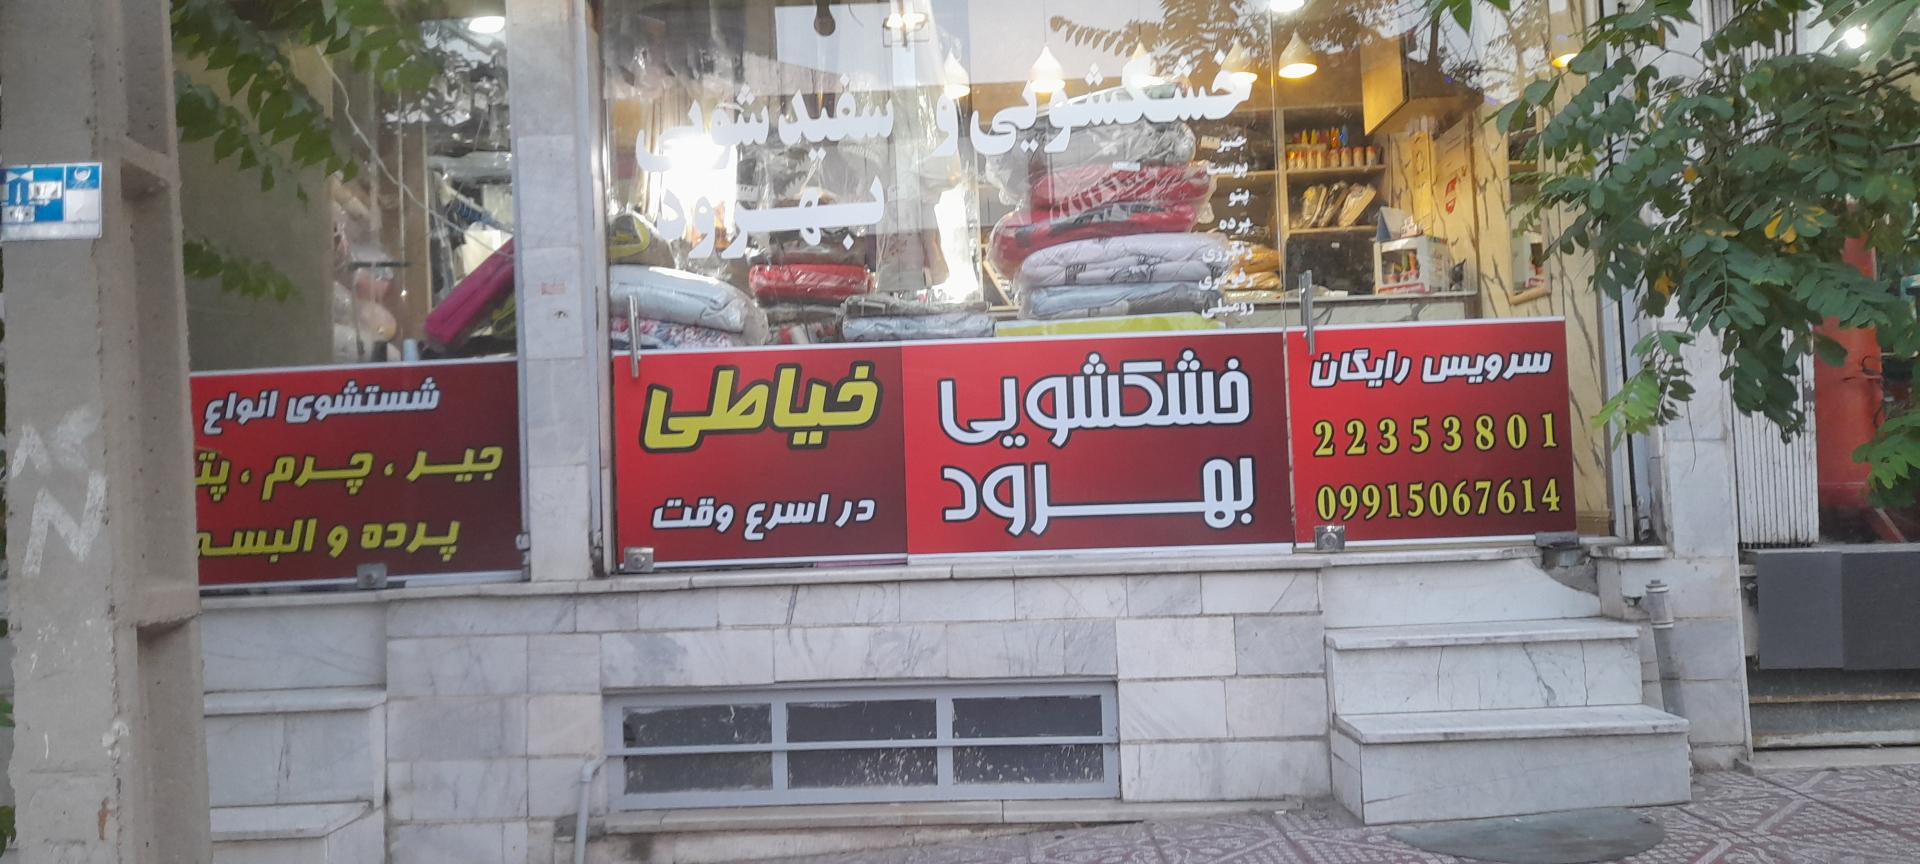 خشکشویی و سفیدشویی
بهرود
جیر
پوست
پتو
پرده
رومبلی
سرویس رایگان
22353801
09915067614
خشکشویی
بهرود
خیاطی
در اسرع وقت
شستشوی انواع
جیر ، چرم ، پتو
پرده و البسه